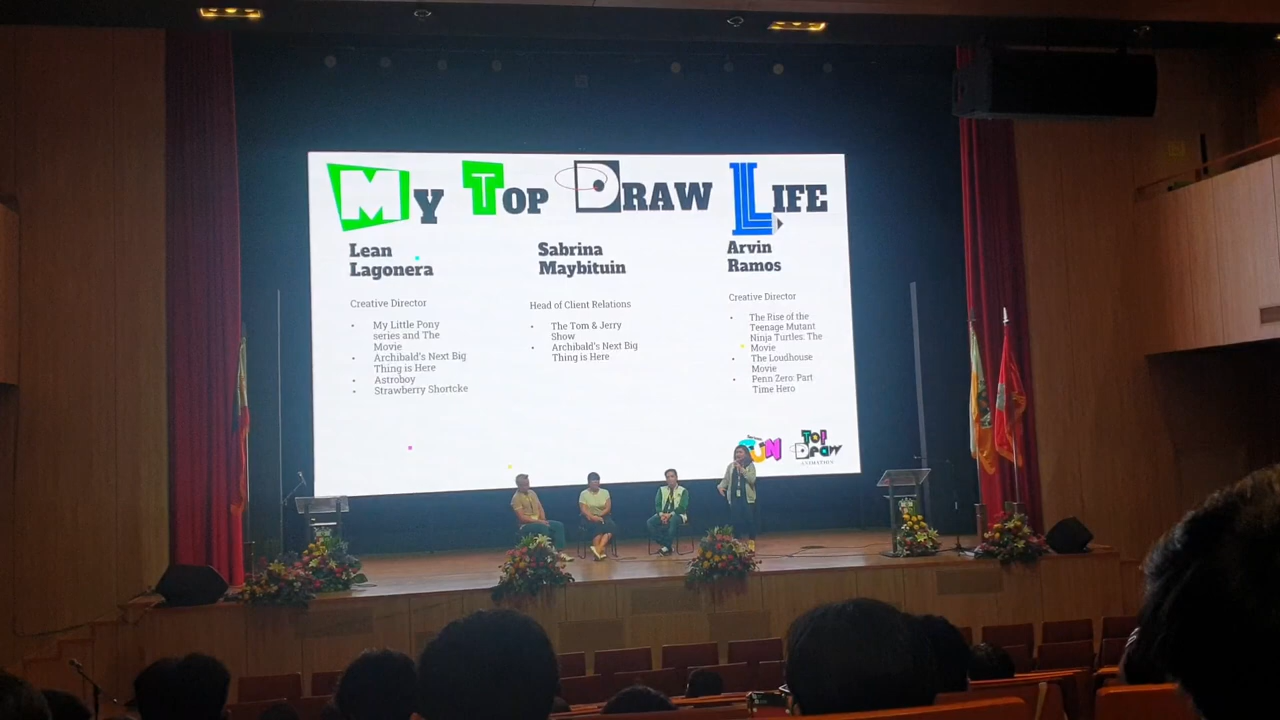 My Top Draw Life
Lean
Lagonera
Creative Director
• My Little Pony
series and The
Movie
• Archibald's Next Big
Thing is Here
• Astroboy
• Strawberry Shortcke
Sabrina
Maybituin
Head of Client Relations
• The Tom & Jerry
Show
• Archibald's Next Big
Thing is Here
Arvin
Ramos
Creative Director
• The Rise of the
Teenage Mutant
Ninja Turtles: The
Movie
• The Loudhouse
Movie
• Penn Zero: Part
Time Hero
Top
Draw
ANIMATION